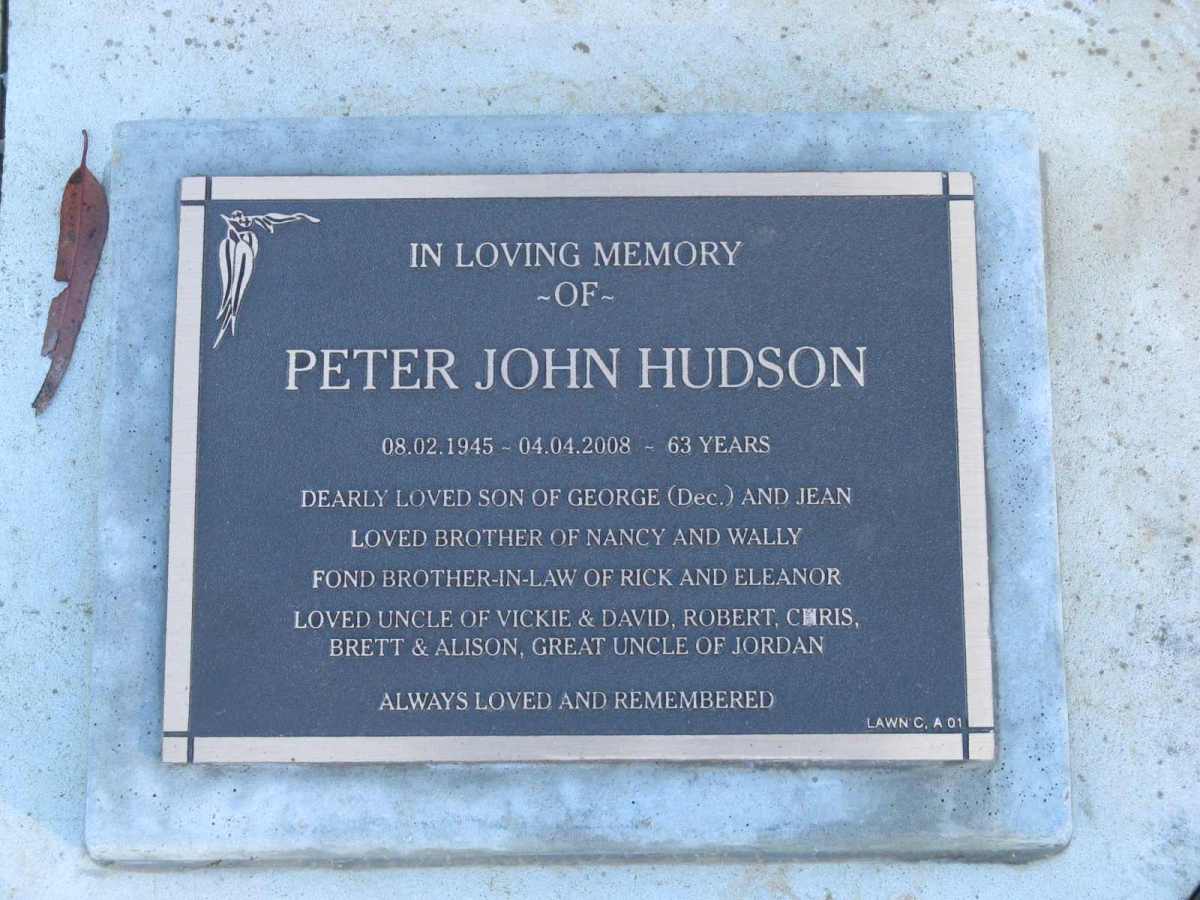 IN LOVING MEMORY
~OF~
PETER JOHN HUDSON
08.02.1945 ~ 04.04.2008 ~ 63 YEARS
DEARLY LOVED SON OF GEORGE (Dec.) AND JEAN
LOVED BROTHER OF NANCY AND WALLY
FOND BROTHER-IN-LAW OF RICK AND ELEANOR
LOVED UNCLE OF VICKIE & DAVID, ROBERT, CHRIS,
BRETT & ALISON, GREAT UNCLE OF JORDAN
ALWAYS LOVED AND REMEMBERED
LAWN C, A 01